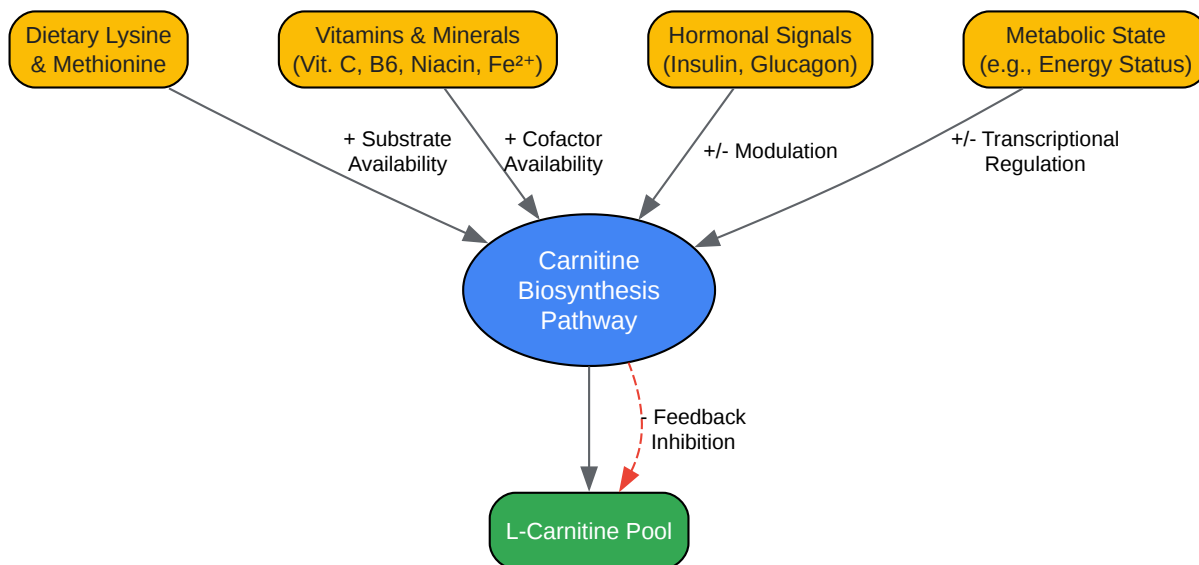 Dietary Lysine
& Methionine
Vitamins & Minerals
(Vit. C, B6, Niacin, Fe²⁺)
Hormonal Signals
(Insulin, Glucagon)
Metabolic State
(e.g., Energy Status)
+ Substrate
Availability
+ Cofactor
Availability
+/- Modulation
+/- Transcriptional
Regulation
Carnitine
Biosynthesis
Pathway
- Feedback
Inhibition
L-Carnitine Pool